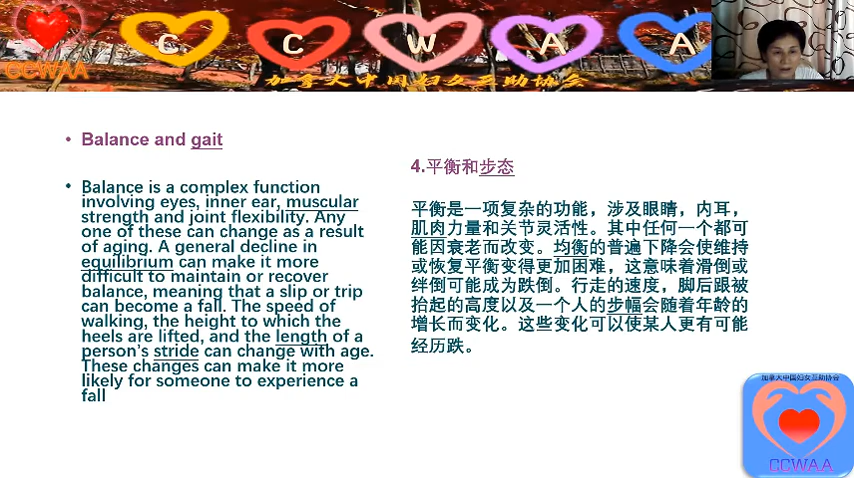 CCWAA
C C W A A
加拿大中国妇女互助协会
• Balance and gait
• Balance is a complex function
involving eyes, inner ear, muscular
strength and joint flexibility. Any
one of these can change as a result
of aging. A general decline in
equilibrium can make it more
difficult to maintain or recover
balance, meaning that a slip or trip
can become a fall. The speed of
walking, the height to which the
heels are lifted, and the length of a
person's stride can change with age.
These changes can make it more
likely for someone to experience a
fall
4.平衡和步态
平衡是一项复杂的功能，涉及眼睛，内耳，
肌肉力量和关节灵活性。其中任何一个都可
能因衰老而改变。均衡的普遍下降会使维持
或恢复平衡变得更加困难，这意味着滑倒或
绊倒可能成为跌倒。行走的速度，脚后跟被
抬起的高度以及一个人的步幅会随着年龄的
增长而变化。这些变化可以使某人更有可能
经历跌。
加拿大中国妇女互助协会
CCWAA